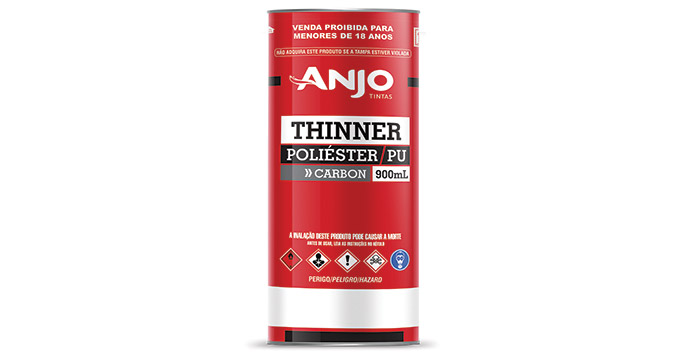 VENDA PROIBIDA PARA
MENORES DE 18 ANOS
NÃO ADQUIRA ESTE PRODUTO SE A TAMPA ESTIVER VIOLADA
ANJO
TINTAS
THINNER
POLIÉSTER/PU
» CARBON 900mL
A INALAÇÃO DESTE PRODUTO PODE CAUSAR A MORTE
ANTES DE USAR, LEIA AS INSTRUÇÕES NO RÓTULO
PERIGO/PELIGRO/HAZARD